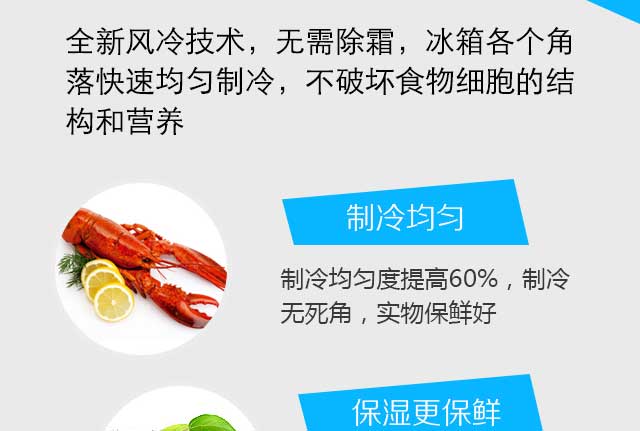 全新风冷技术，无需除霜，冰箱各个角
落快速均匀制冷，不破坏食物细胞的结
构和营养
制冷均匀
制冷均匀度提高60%，制冷
无死角，实物保鲜好
保湿更保鲜